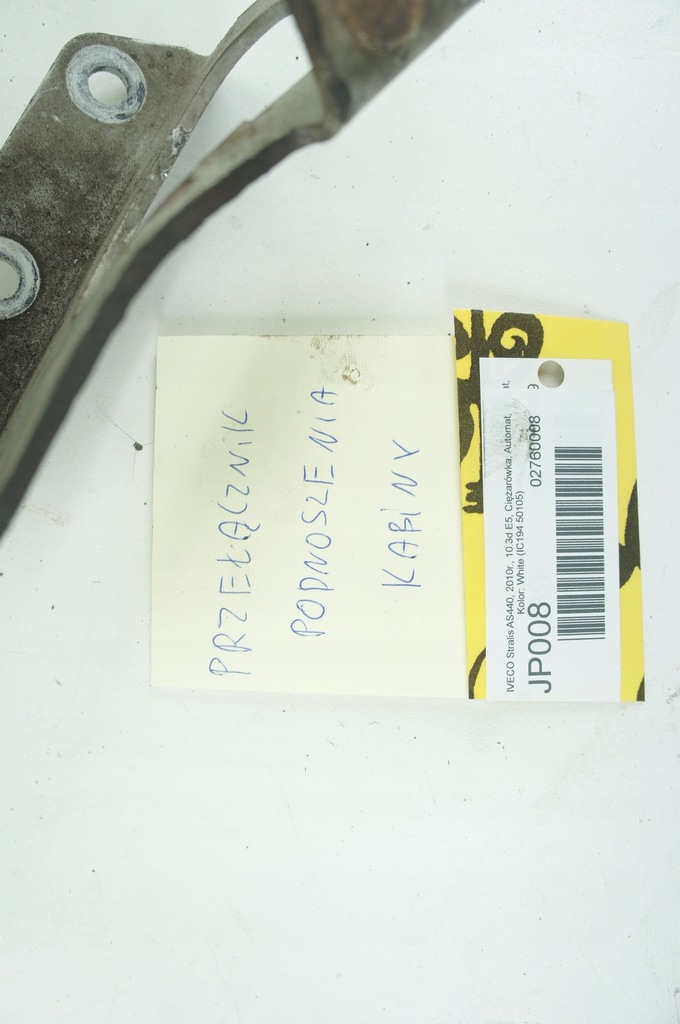 PRZEŁĄCZNIK
PODNOSZENIA
KABINY
IVECO Stralis AS440, 2010r., 10.3d E5, Ciężarówka, Automat,
Kolor: White (IC194 50105)
JP008
02760008